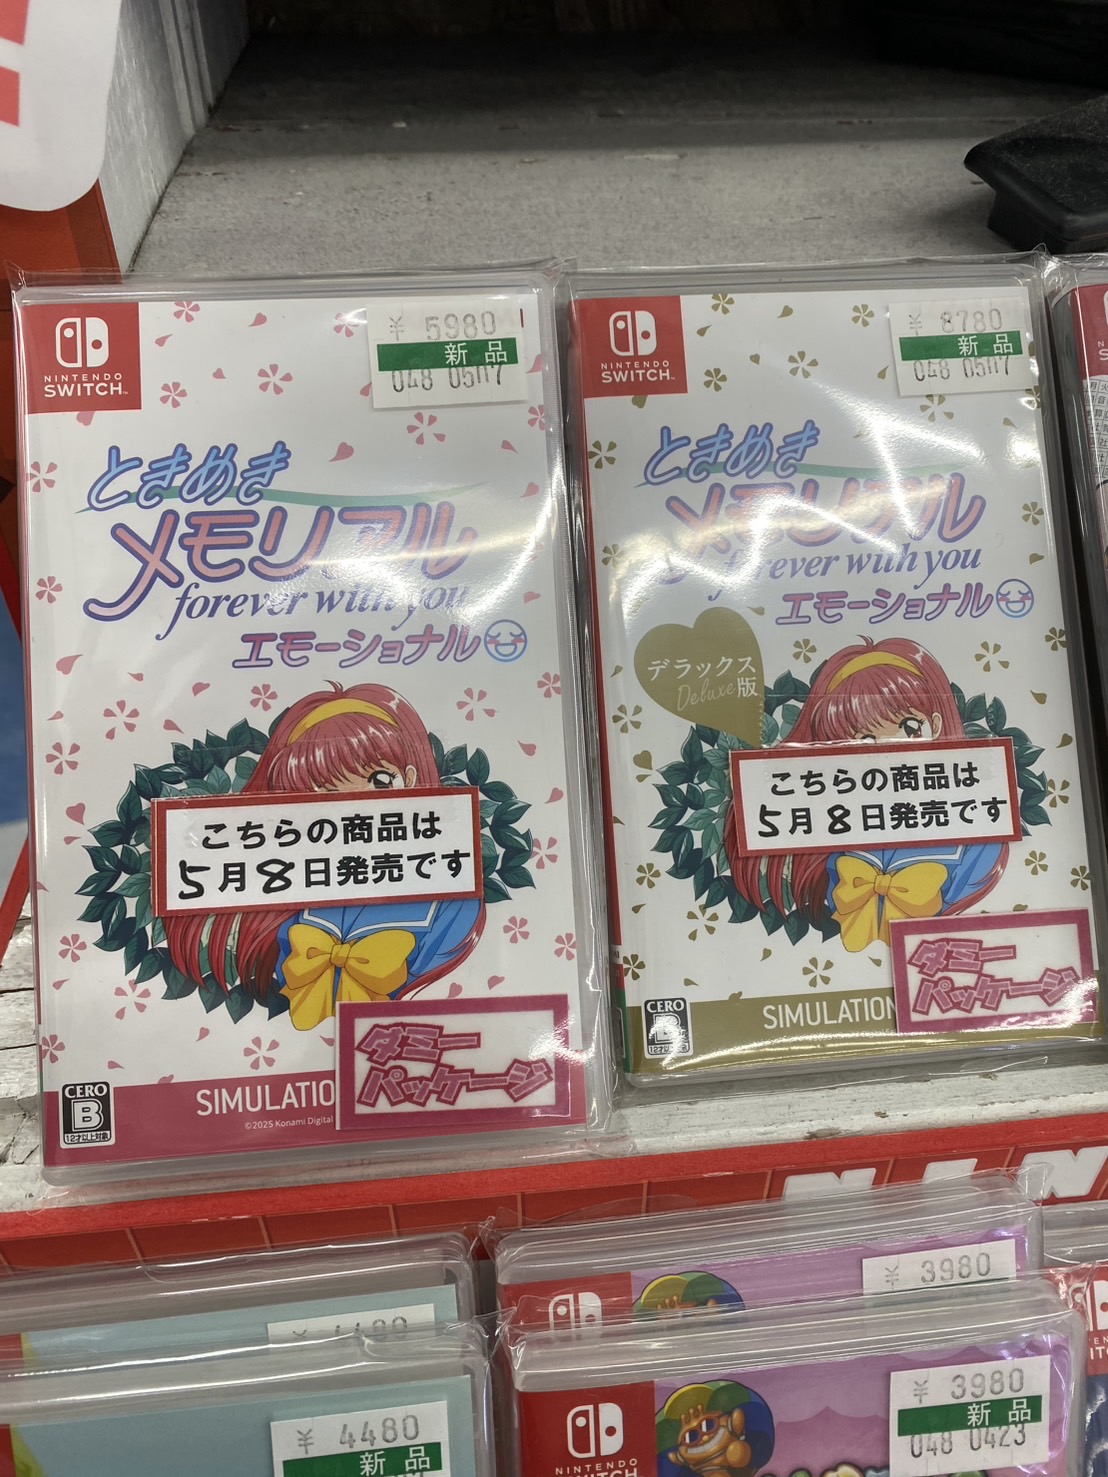 NINTENDO
SWITCH
¥ 5980
新品
048 0507
ときめき
メモリアル
forever with you
エモーショナル
こちらの商品は
5月8日発売です
ダミー
パッケージ
CERO
B
12才以上対象
SIMULATIO
©2025 Konami Digital
NINTENDO
SWITCH
¥ 8780
新品
048 0507
ときめき
メモリアル
forever with you
エモーショナル
デラックス
Deluxe版
こちらの商品は
5月8日発売です
ダミー
パッケージ
CERO
B
12才以上対象
SIMULATION
¥ 3980
¥ 4480
新品
NINTENDO
¥ 3980
新品
048 0423